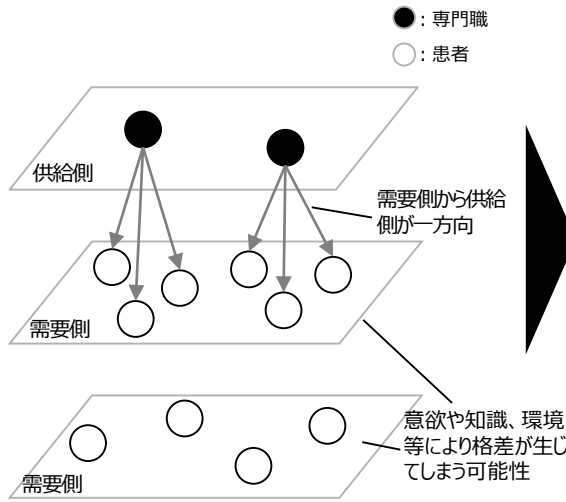 ：専門職
：患者
供給側
需要側から供給
側が一方向
需要側
意欲や知識、環境
等により格差が生じ
てしまう可能性
需要側